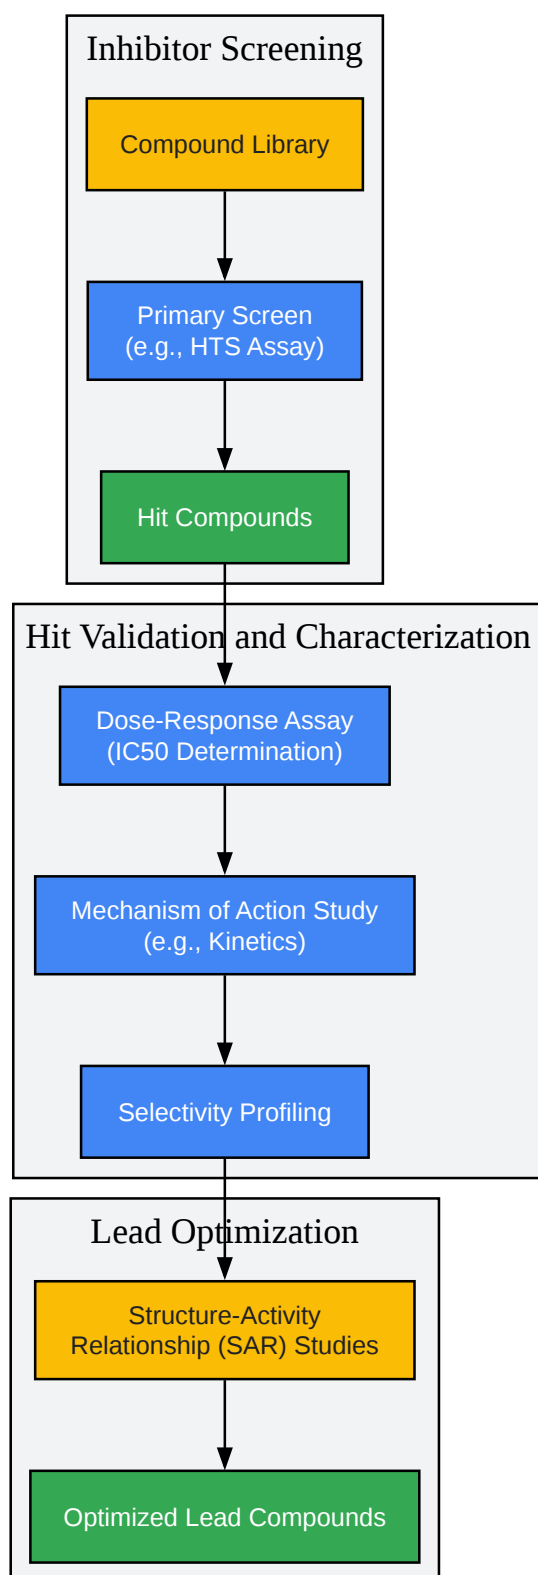 Inhibitor Screening
Compound Library
Primary Screen
(e.g., HTS Assay)
Hit Compounds
Hit Validation and Characterization
Dose-Response Assay
(IC50 Determination)
Mechanism of Action Study
(e.g., Kinetics)
Selectivity Profiling
Lead Optimization
Structure-Activity
Relationship (SAR) Studies
Optimized Lead Compounds